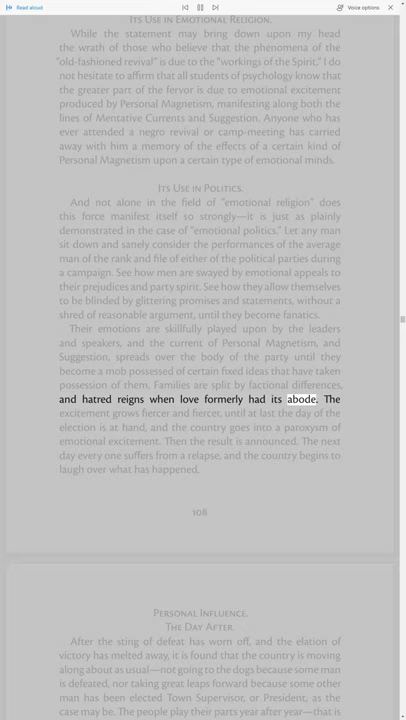 Read aloud
Voice options
Its Use in Emotional Religion.
While the statement may bring down upon my head
the wrath of those who believe that the phenomena of the
"old-fashioned revival" is due to the "workings of the Spirit," I do
not hesitate to affirm that all students of psychology know that
the greater part of the fervor is due to emotional excitement
produced by Personal Magnetism, manifesting along both the
lines of Mentative Currents and Suggestion. Anyone who has
ever attended a negro revival or camp-meeting has carried
away with him a memory of the effects of a certain kind of
Personal Magnetism upon a certain type of emotional minds.
Its Use in Politics.
And not alone in the field of "emotional religion" does
this force manifest itself so strongly—it is just as plainly
demonstrated in the case of "emotional politics." Let any man
sit down and sanely consider the performances of the average
man of the rank and file of either of the political parties during
a campaign. See how men are swayed by emotional appeals to
their prejudices and party spirit. See how they allow themselves
to be blinded by glittering promises and statements, without a
shred of reasonable argument, until they become fanatics.
Their emotions are skillfully played upon by the leaders
and speakers, and the current of Personal Magnetism, and
Suggestion, spreads over the body of the party until they
become a mob possessed of certain fixed ideas that have taken
possession of them. Families are split by factional differences,
and hatred reigns when love formerly had its abode. The
excitement grows fiercer and fiercer, until at last the day of the
election is at hand, and the country goes into a paroxysm of
emotional excitement. Then the result is announced. The next
day every one suffers from a relapse, and the country begins to
laugh over what has happened.
108
Personal Influence.
The Day After.
After the sting of defeat has worn off, and the elation of
victory has melted away, it is found that the country is moving
along about as usual—not going to the dogs because some man
is defeated, nor taking great leaps forward because some other
man has been elected Town Supervisor, or President, as the
case may be. The people play their parts year after year—that is